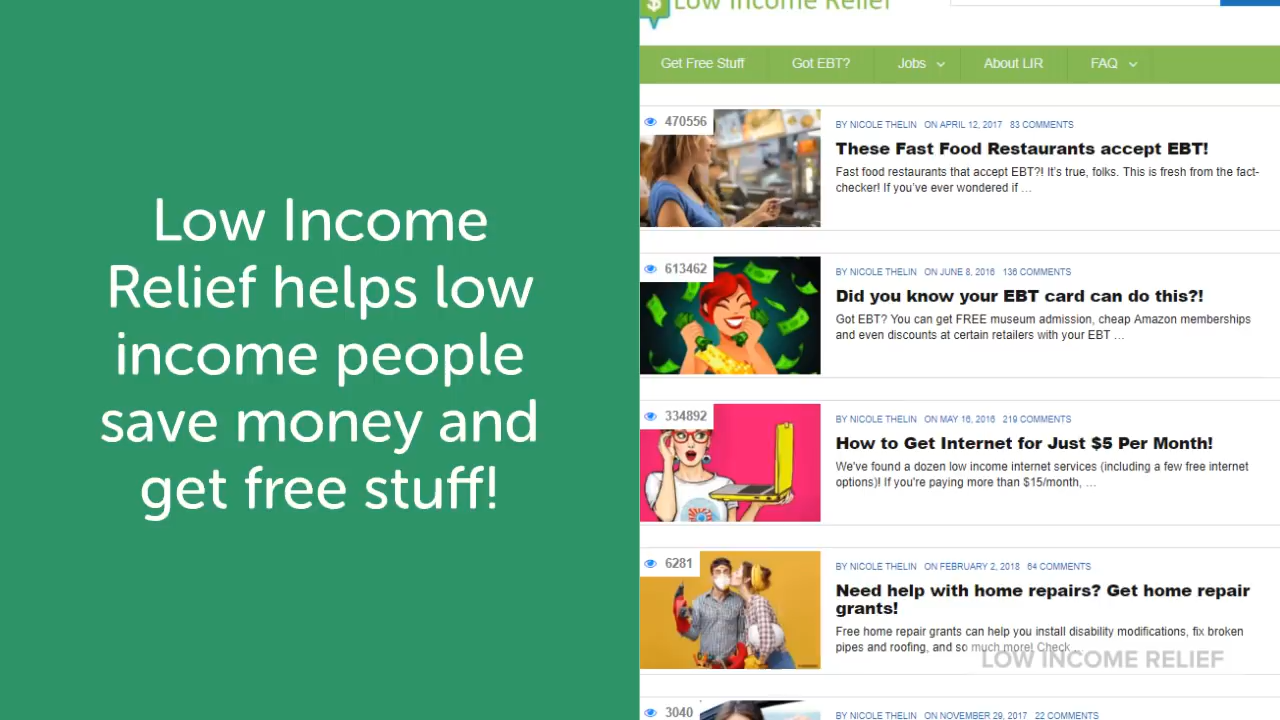 Low Income
Relief helps low
income people
save money and
get free stuff!
Low Income Relief
Get Free Stuff
Got EBT?
Jobs
About LIR
FAQ
470556
BY NICOLE THELIN ON APRIL 12, 2017 83 COMMENTS
These Fast Food Restaurants accept EBT!
Fast food restaurants that accept EBT?! It's true, folks. This is fresh from the fact-
checker! If you've ever wondered if ...
613462
BY NICOLE THELIN ON JUNE 8, 2016 136 COMMENTS
Did you know your EBT card can do this?!
Got EBT? You can get FREE museum admission, cheap Amazon memberships
and even discounts at certain retailers with your EBT ...
334892
BY NICOLE THELIN ON MAY 16, 2016 219 COMMENTS
How to Get Internet for Just $5 Per Month!
We've found a dozen low income internet services (including a few free internet
options)! If you're paying more than $15/month, ...
6281
BY NICOLE THELIN ON FEBRUARY 2, 2018 64 COMMENTS
Need help with home repairs? Get home repair
grants!
Free home repair grants can help you install disability modifications, fix broken
pipes and roofing, and so much more! Check ...
LOW INCOME RELIEF
3040
BY NICOLE THELIN ON NOVEMBER 29, 2017 22 COMMENTS